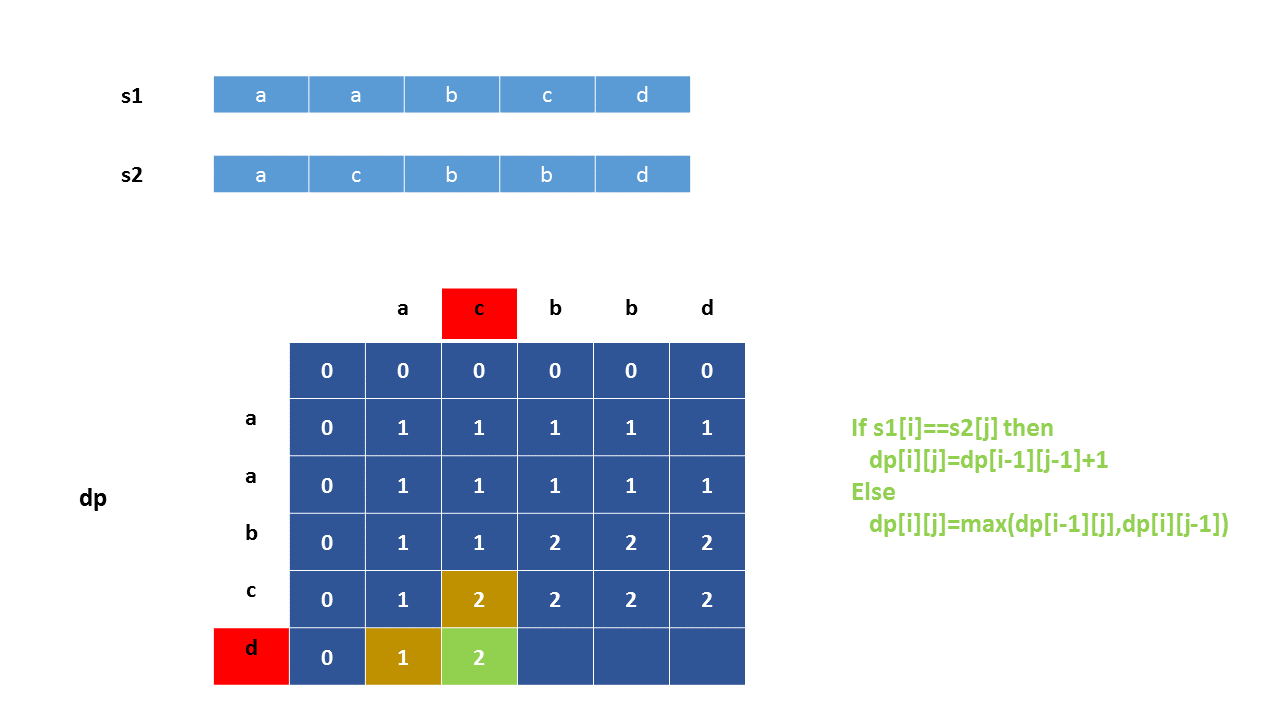 s1 a a b c d
s2 a c b b d
a c b b d
0 0 0 0 0 0
a 0 1 1 1 1 1
a 0 1 1 1 1 1
b 0 1 1 2 2 2
c 0 1 2 2 2 2
d 0 1 2
dp
If s1[i]==s2[j] then
dp[i][j]=dp[i-1][j-1]+1
Else
dp[i][j]=max(dp[i-1][j],dp[i][j-1])